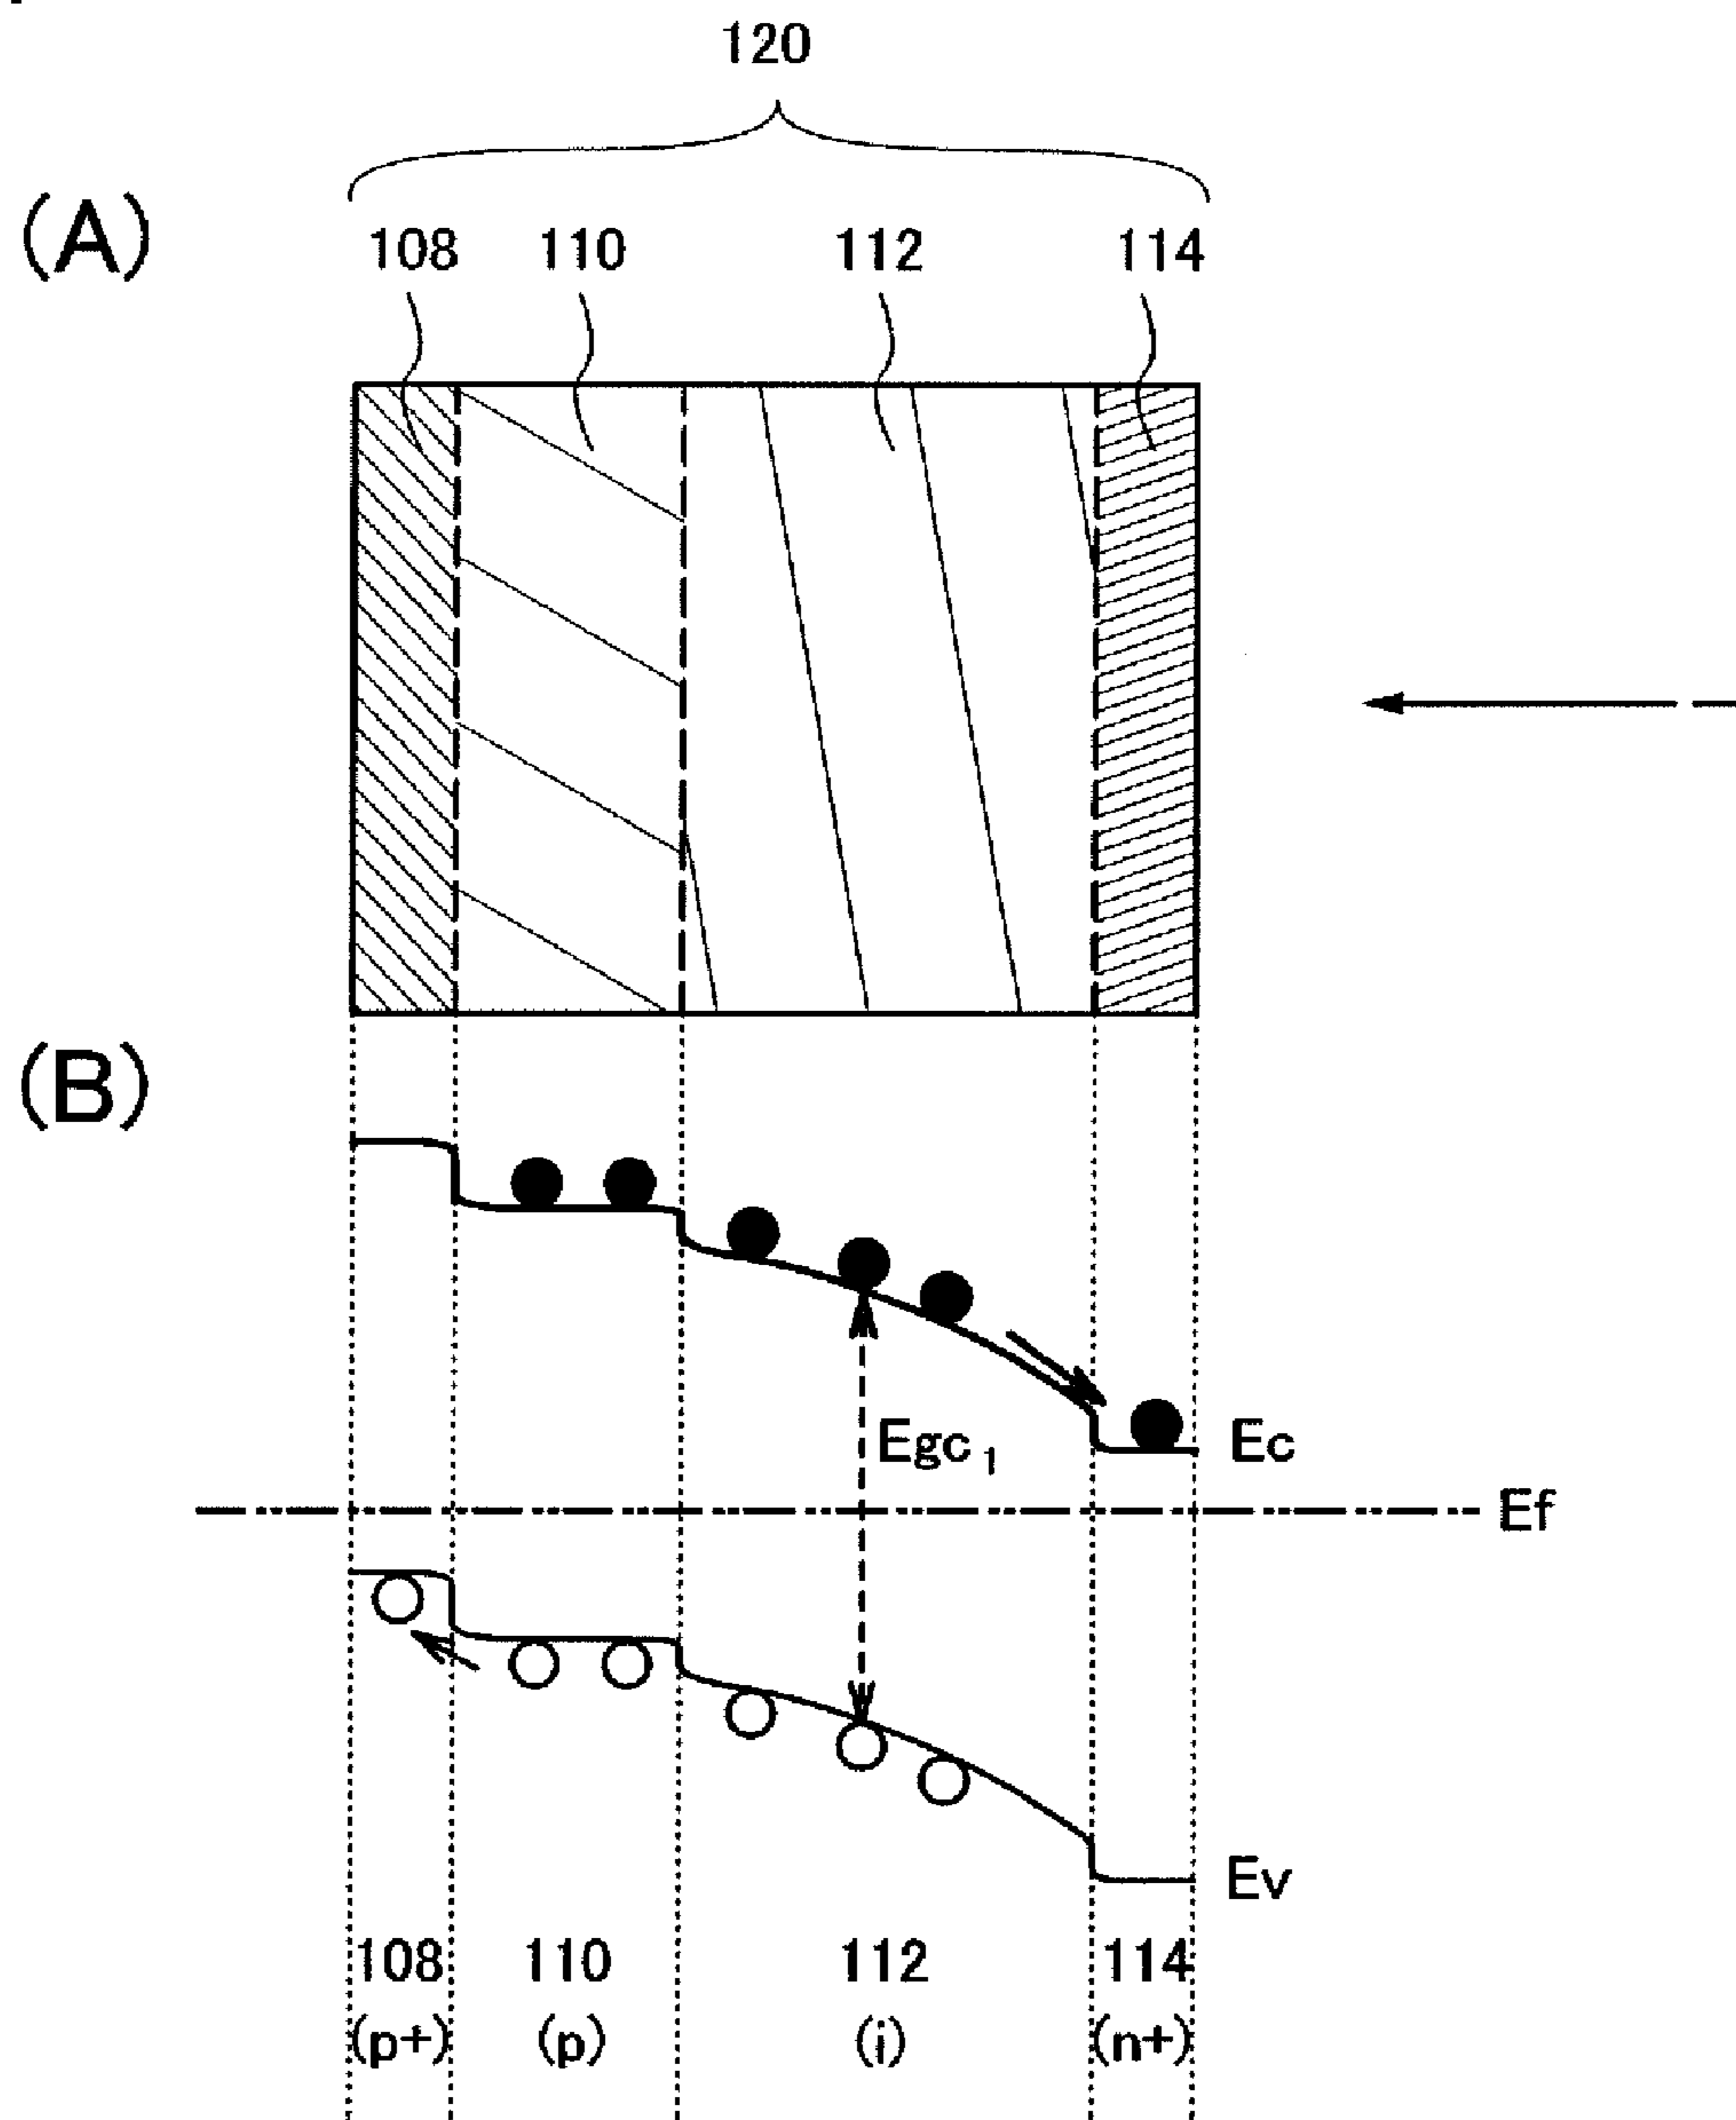 120
(A)
108 110 112 114
(B)
Egc1
Ec
Ef
Ev
108 110 112 114
(p+) (p) (i) (n+)